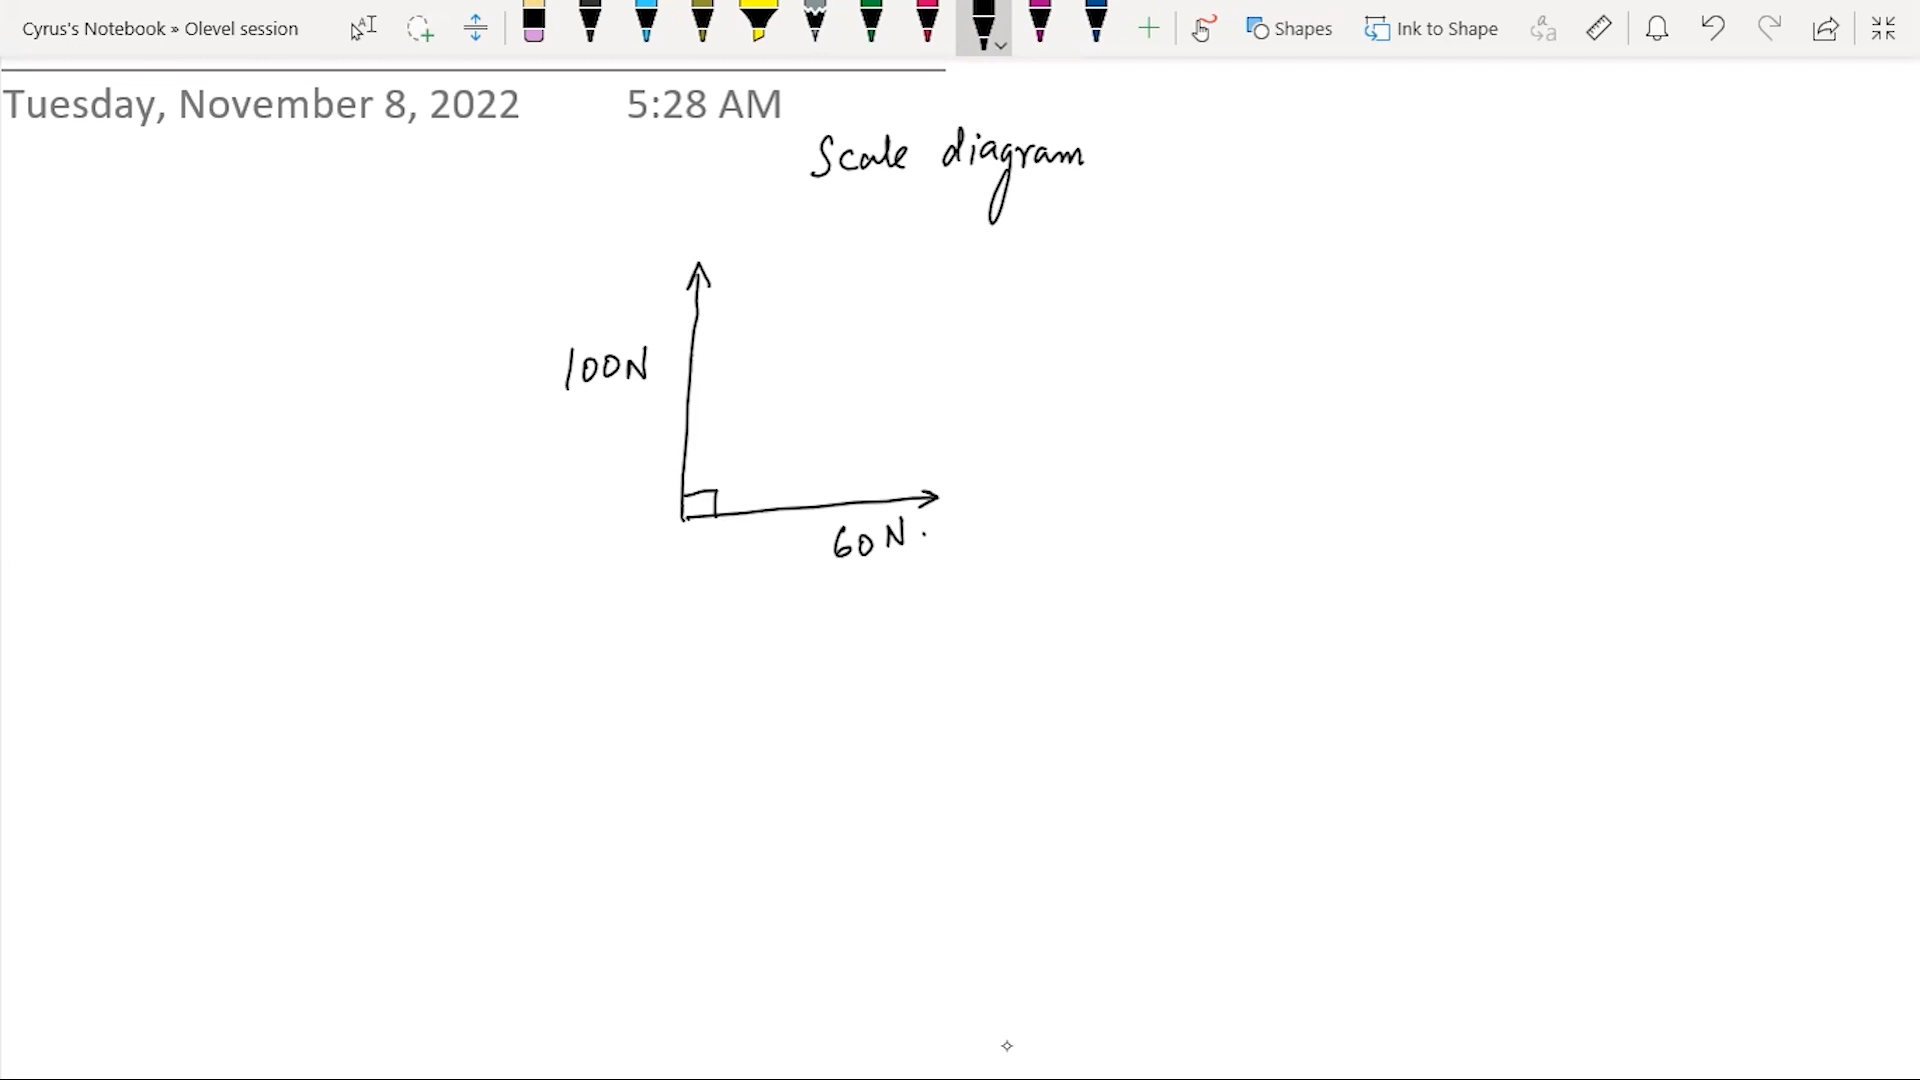 Cyrus's Notebook » Olevel session
Shapes
Ink to Shape
Tuesday, November 8, 2022 5:28 AM
Scale diagram
100N
60N.